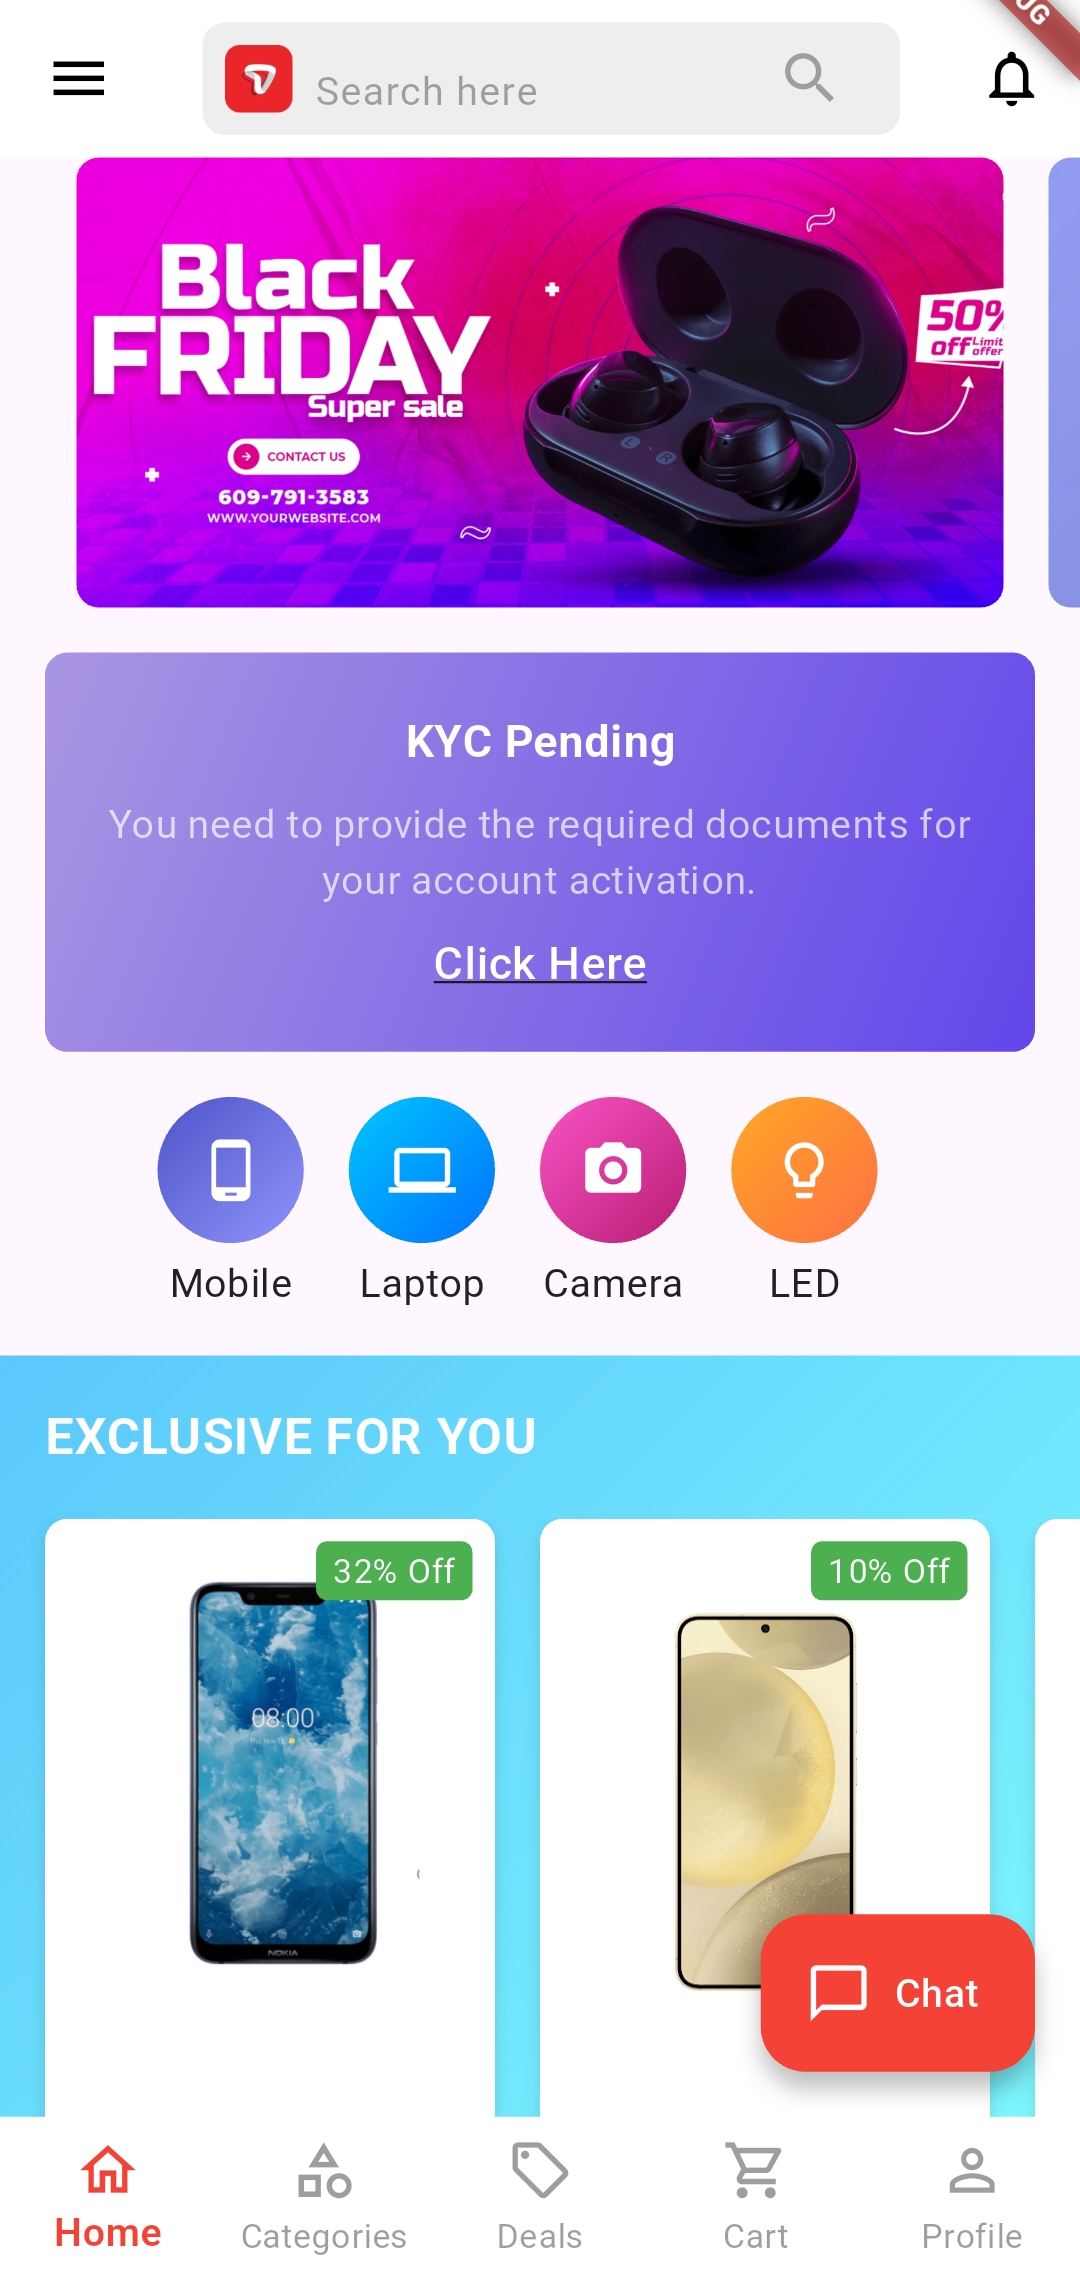 UG
Search here
Black
FRIDAY
Super sale
50%
off Limit
offer
CONTACT US
609-791-3583
WWW.YOURWEBSITE.COM
L
R
KYC Pending
You need to provide the required documents for
your account activation.
Click Here
Mobile Laptop Camera LED
EXCLUSIVE FOR YOU
32% Off 10% Off
08:00
NOKIA
Chat
Home Categories Deals Cart Profile